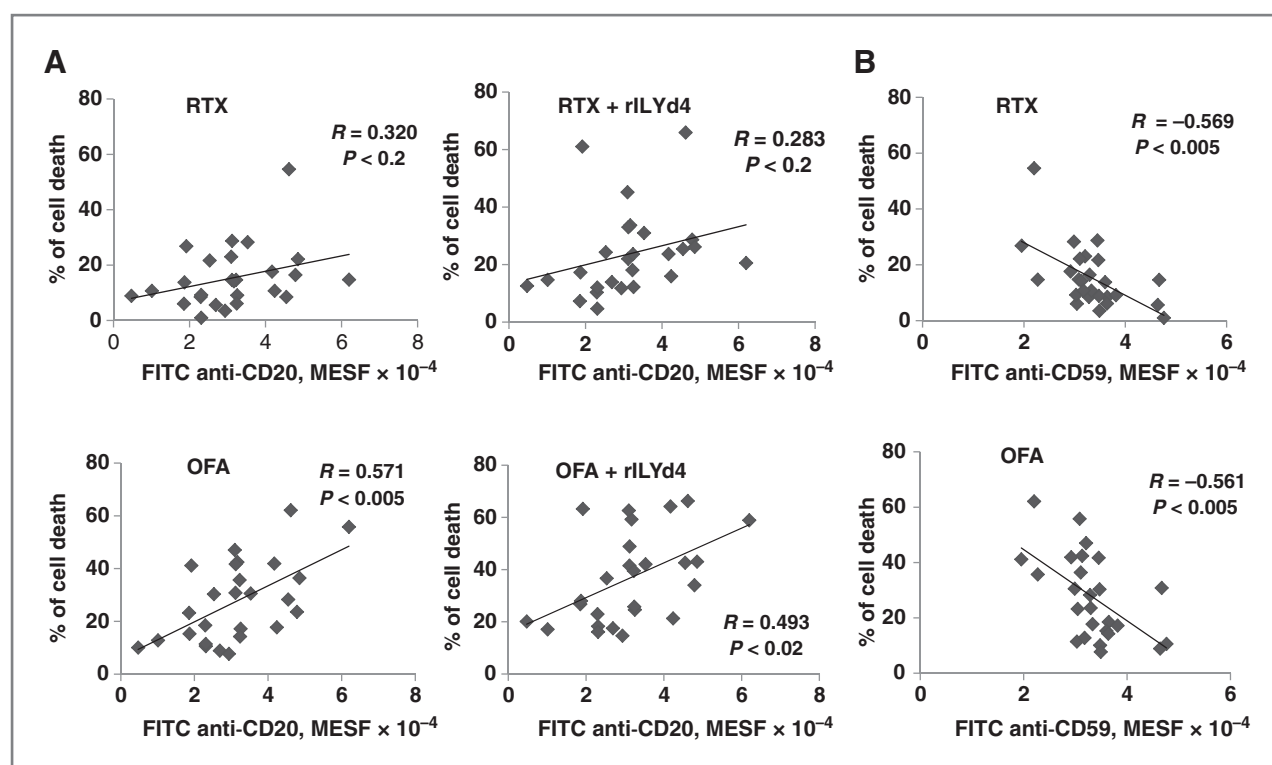 A
B
RTX
R = 0.320
P < 0.2
% of cell death
80
60
40
20
0
0 2 4 6 8
FITC anti-CD20, MESF × 10⁻⁴
RTX + rILYd4
R = 0.283
P < 0.2
% of cell death
80
60
40
20
0
0 2 4 6 8
FITC anti-CD20, MESF × 10⁻⁴
RTX
R = –0.569
P < 0.005
% of cell death
80
60
40
20
0
0 2 4 6
FITC anti-CD59, MESF × 10⁻⁴
OFA
R = 0.571
P < 0.005
% of cell death
80
60
40
20
0
0 2 4 6 8
FITC anti-CD20, MESF × 10⁻⁴
OFA + rILYd4
R = 0.493
P < 0.02
% of cell death
80
60
40
20
0
0 2 4 6 8
FITC anti-CD20, MESF × 10⁻⁴
OFA
R = –0.561
P < 0.005
% of cell death
80
60
40
20
0
0 2 4 6
FITC anti-CD59, MESF × 10⁻⁴